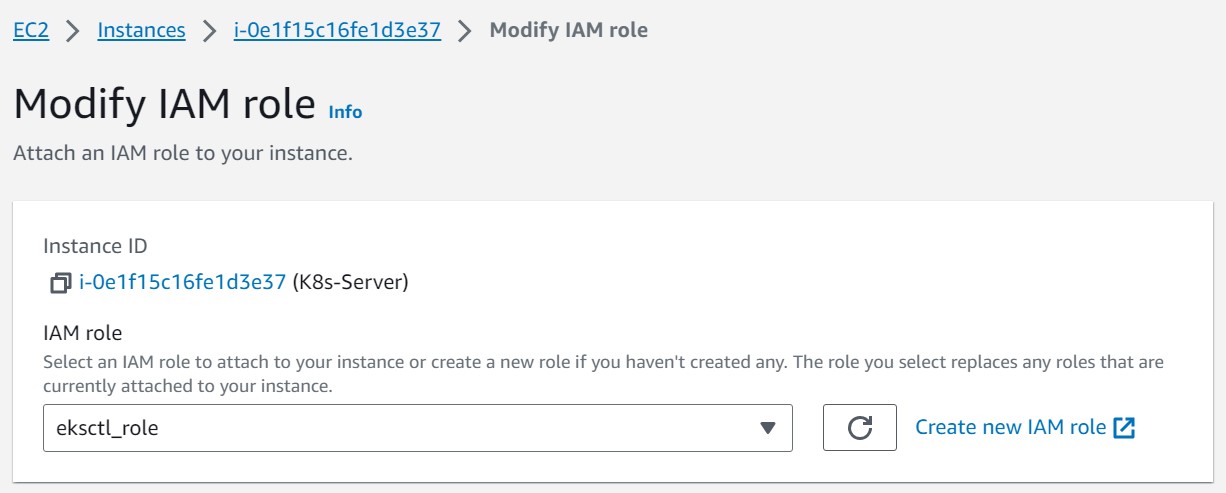 EC2 > Instances > i-0e1f15c16fe1d3e37 > Modify IAM role
Modify IAM role Info
Attach an IAM role to your instance.
Instance ID
i-0e1f15c16fe1d3e37 (K8s-Server)
IAM role
Select an IAM role to attach to your instance or create a new role if you haven't created any. The role you select replaces any roles that are
currently attached to your instance.
eksctl_role Create new IAM role